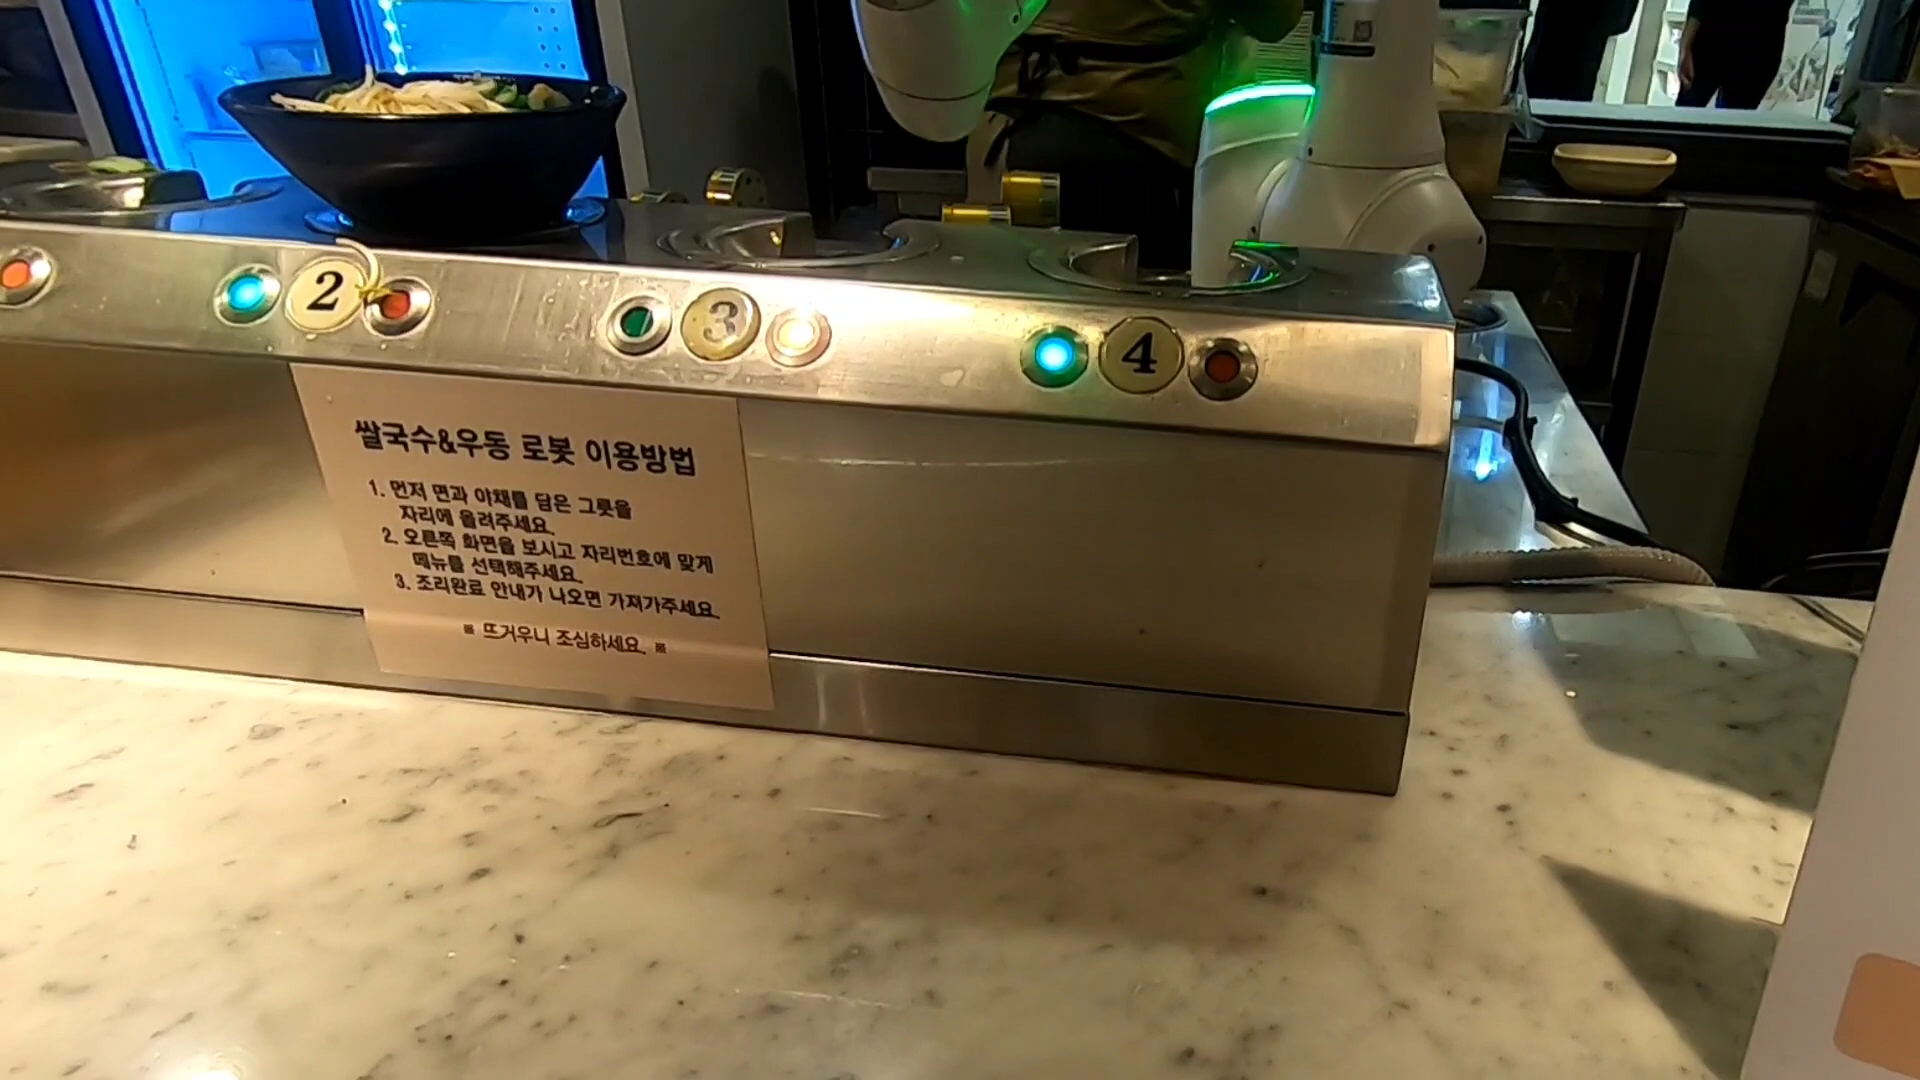 2
3
4
쌀국수&우동 로봇 이용방법
1. 먼저 면과 야채를 담은 그릇을
자리에 올려주세요.
2. 오른쪽 화면을 보시고 자리번호에 맞게
메뉴를 선택해주세요.
3. 조리완료 안내가 나오면 가져가주세요.
※ 뜨거우니 조심하세요. ※